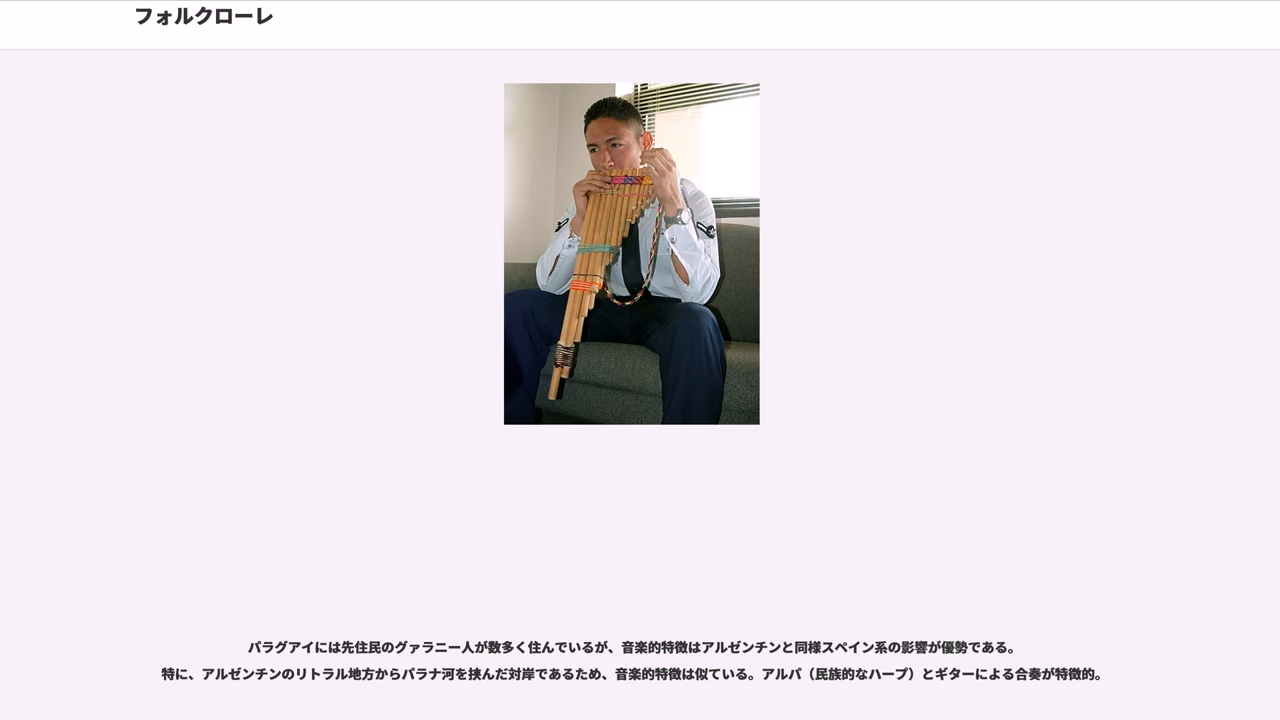 フォルクローレ
パラグアイには先住民のグァラニー人が数多く住んでいるが、音楽的特徴はアルゼンチンと同様スペイン系の影響が優勢である。
特に、アルゼンチンのリトラル地方からパラナ河を挟んだ対岸であるため、音楽的特徴は似ている。アルパ（民族的なハープ）とギターによる合奏が特徴的。